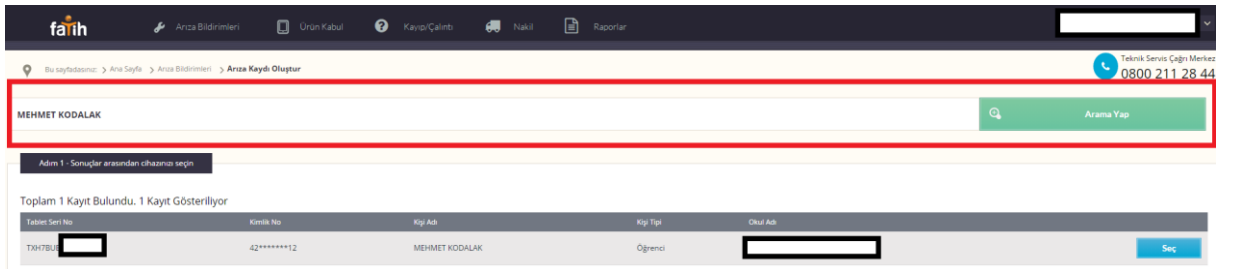 fatih Arıza Bildirimleri Ürün Kabul Kayıp/Çalıntı Nakil Raporlar
Bu sayfadasınız: > Ana Sayfa > Arıza Bildirimleri > Arıza Kaydı Oluştur
Teknik Servis Çağrı Merkez
0800 211 28 44
MEHMET KODALAK Arama Yap
Adım 1 - Sonuçlar arasından cihazınızı seçin
Toplam 1 Kayıt Bulundu. 1 Kayıt Gösteriliyor
Tablet Seri No Kimlik No Kişi Adı Kişi Tipi Okul Adı
TXH7BUE 42*******12 MEHMET KODALAK Öğrenci Seç